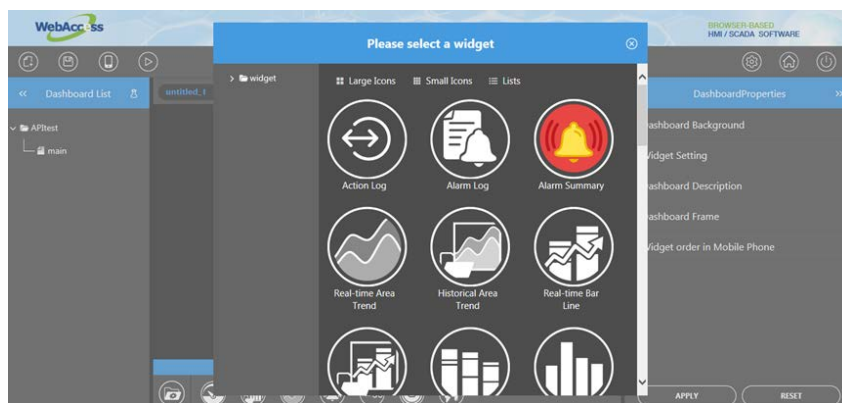 WebAccess
BROWSER-BASED
HMI / SCADA SOFTWARE
Please select a widget
Dashboard List
untitled_1
DashboardProperties
APItest
main
widget
Large Icons
Small Icons
Lists
Action Log
Alarm Log
Alarm Summary
Real-time Area
Trend
Historical Area
Trend
Real-time Bar
Line
ashboard Background
Widget Setting
ashboard Description
ashboard Frame
Widget order in Mobile Phone
APPLY
RESET